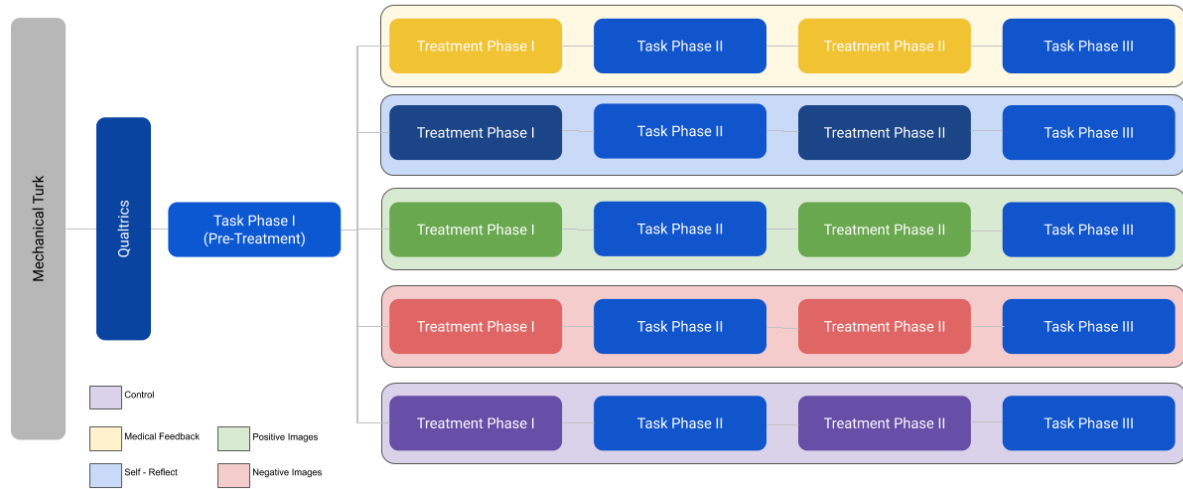 Mechanical Turk
Qualtrics
Task Phase I
(Pre-Treatment)
Treatment Phase I
Task Phase II
Treatment Phase II
Task Phase III
Treatment Phase I
Task Phase II
Treatment Phase II
Task Phase III
Treatment Phase I
Task Phase II
Treatment Phase II
Task Phase III
Treatment Phase I
Task Phase II
Treatment Phase II
Task Phase III
Treatment Phase I
Task Phase II
Treatment Phase II
Task Phase III
Control
Medical Feedback
Positive Images
Self - Reflect
Negative Images